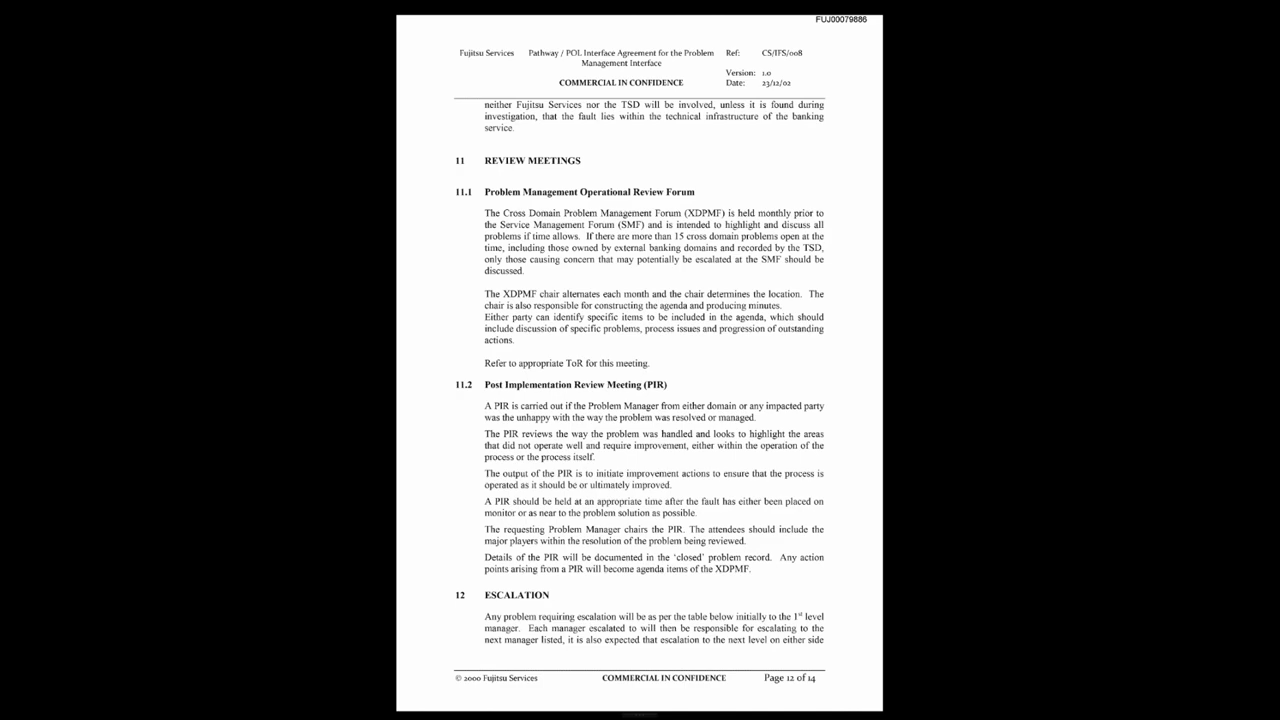 FUJ00079886
Fujitsu Services Pathway / POL Interface Agreement for the Problem Ref: CS/IFS/008
Management Interface
Version: 1.0
COMMERCIAL IN CONFIDENCE Date: 23/12/02
neither Fujitsu Services nor the TSD will be involved, unless it is found during
investigation, that the fault lies within the technical infrastructure of the banking
service.
11 REVIEW MEETINGS
11.1 Problem Management Operational Review Forum
The Cross Domain Problem Management Forum (XDPMF) is held monthly prior to
the Service Management Forum (SMF) and is intended to highlight and discuss all
problems if time allows. If there are more than 15 cross domain problems open at the
time, including those owned by external banking domains and recorded by the TSD,
only those causing concern that may potentially be escalated at the SMF should be
discussed.
The XDPMF chair alternates each month and the chair determines the location. The
chair is also responsible for constructing the agenda and producing minutes.
Either party can identify specific items to be included in the agenda, which should
include discussion of specific problems, process issues and progression of outstanding
actions.
Refer to appropriate ToR for this meeting.
11.2 Post Implementation Review Meeting (PIR)
A PIR is carried out if the Problem Manager from either domain or any impacted party
was the unhappy with the way the problem was resolved or managed.
The PIR reviews the way the problem was handled and looks to highlight the areas
that did not operate well and require improvement, either within the operation of the
process or the process itself.
The output of the PIR is to initiate improvement actions to ensure that the process is
operated as it should be or ultimately improved.
A PIR should be held at an appropriate time after the fault has either been placed on
monitor or as near to the problem solution as possible.
The requesting Problem Manager chairs the PIR. The attendees should include the
major players within the resolution of the problem being reviewed.
Details of the PIR will be documented in the ‘closed’ problem record. Any action
points arising from a PIR will become agenda items of the XDPMF.
12 ESCALATION
Any problem requiring escalation will be as per the table below initially to the 1st level
manager. Each manager escalated to will then be responsible for escalating to the
next manager listed, it is also expected that escalation to the next level on either side
© 2000 Fujitsu Services COMMERCIAL IN CONFIDENCE Page 12 of 14